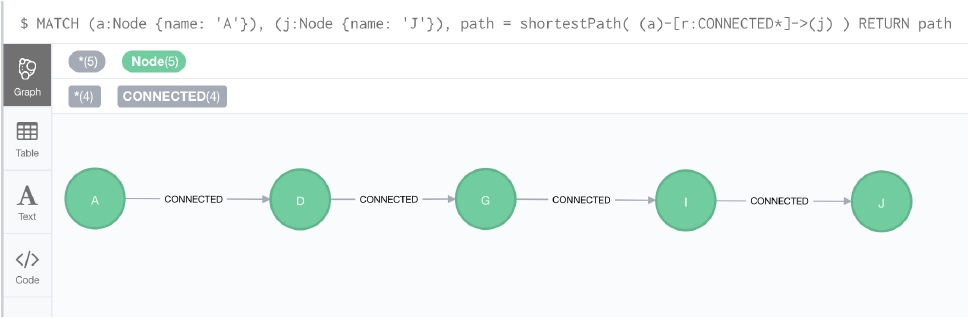 $ MATCH (a:Node {name: 'A'}), (j:Node {name: 'J'}), path = shortestPath( (a)-[r:CONNECTED*]->(j) ) RETURN path
*(5) Node(5)
Graph
*(4) CONNECTED(4)
Table
A
Text
</> 
Code
A CONNECTED D CONNECTED G CONNECTED I CONNECTED J